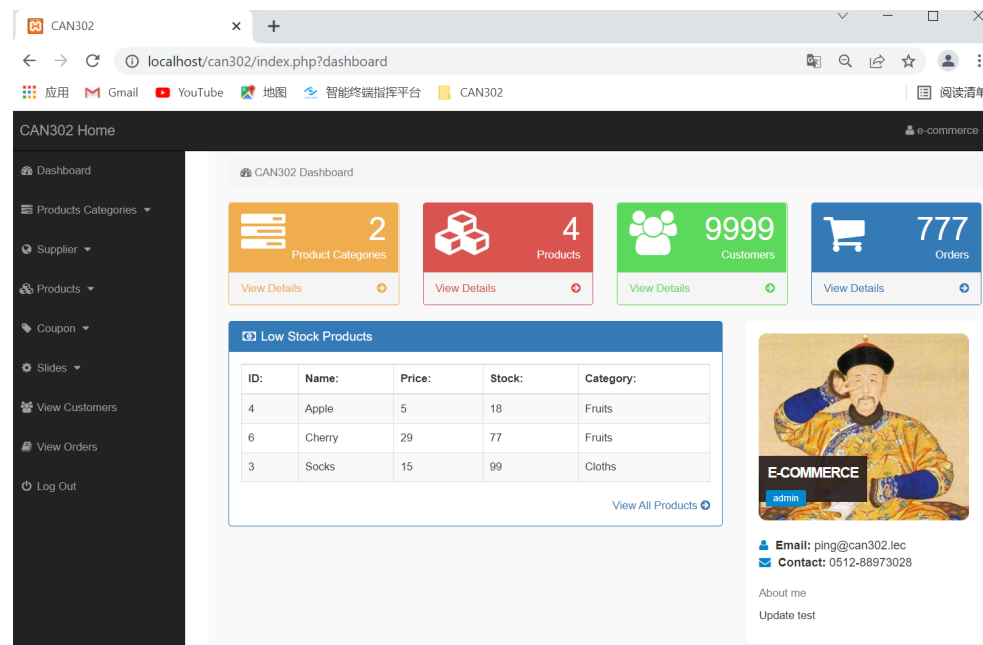 CAN302
localhost/can302/index.php?dashboard
应用 Gmail YouTube 地图 智能终端指挥平台 CAN302 阅读清单
CAN302 Home e-commerce
Dashboard
Products Categories
Supplier
Products
Coupon
Slides
View Customers
View Orders
Log Out
CAN302 Dashboard
2
Product Categories
View Details
4
Products
View Details
9999
Customers
View Details
777
Orders
View Details
Low Stock Products
ID: Name: Price: Stock: Category:
4 Apple 5 18 Fruits
6 Cherry 29 77 Fruits
3 Socks 15 99 Cloths
View All Products
E-COMMERCE
admin
Email: ping@can302.lec
Contact: 0512-88973028
About me
Update test